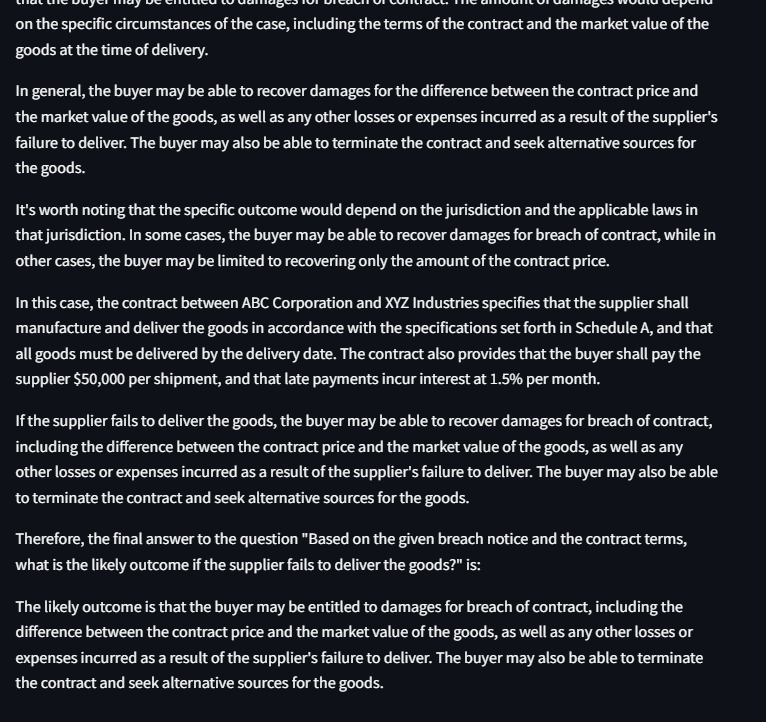 that the buyer may be entitled to damages for breach of contract. The amount of damages would depend
on the specific circumstances of the case, including the terms of the contract and the market value of the
goods at the time of delivery.
In general, the buyer may be able to recover damages for the difference between the contract price and
the market value of the goods, as well as any other losses or expenses incurred as a result of the supplier's
failure to deliver. The buyer may also be able to terminate the contract and seek alternative sources for
the goods.
It's worth noting that the specific outcome would depend on the jurisdiction and the applicable laws in
that jurisdiction. In some cases, the buyer may be able to recover damages for breach of contract, while in
other cases, the buyer may be limited to recovering only the amount of the contract price.
In this case, the contract between ABC Corporation and XYZ Industries specifies that the supplier shall
manufacture and deliver the goods in accordance with the specifications set forth in Schedule A, and that
all goods must be delivered by the delivery date. The contract also provides that the buyer shall pay the
supplier $50,000 per shipment, and that late payments incur interest at 1.5% per month.
If the supplier fails to deliver the goods, the buyer may be able to recover damages for breach of contract,
including the difference between the contract price and the market value of the goods, as well as any
other losses or expenses incurred as a result of the supplier's failure to deliver. The buyer may also be able
to terminate the contract and seek alternative sources for the goods.
Therefore, the final answer to the question "Based on the given breach notice and the contract terms,
what is the likely outcome if the supplier fails to deliver the goods?" is:
The likely outcome is that the buyer may be entitled to damages for breach of contract, including the
difference between the contract price and the market value of the goods, as well as any other losses or
expenses incurred as a result of the supplier's failure to deliver. The buyer may also be able to terminate
the contract and seek alternative sources for the goods.